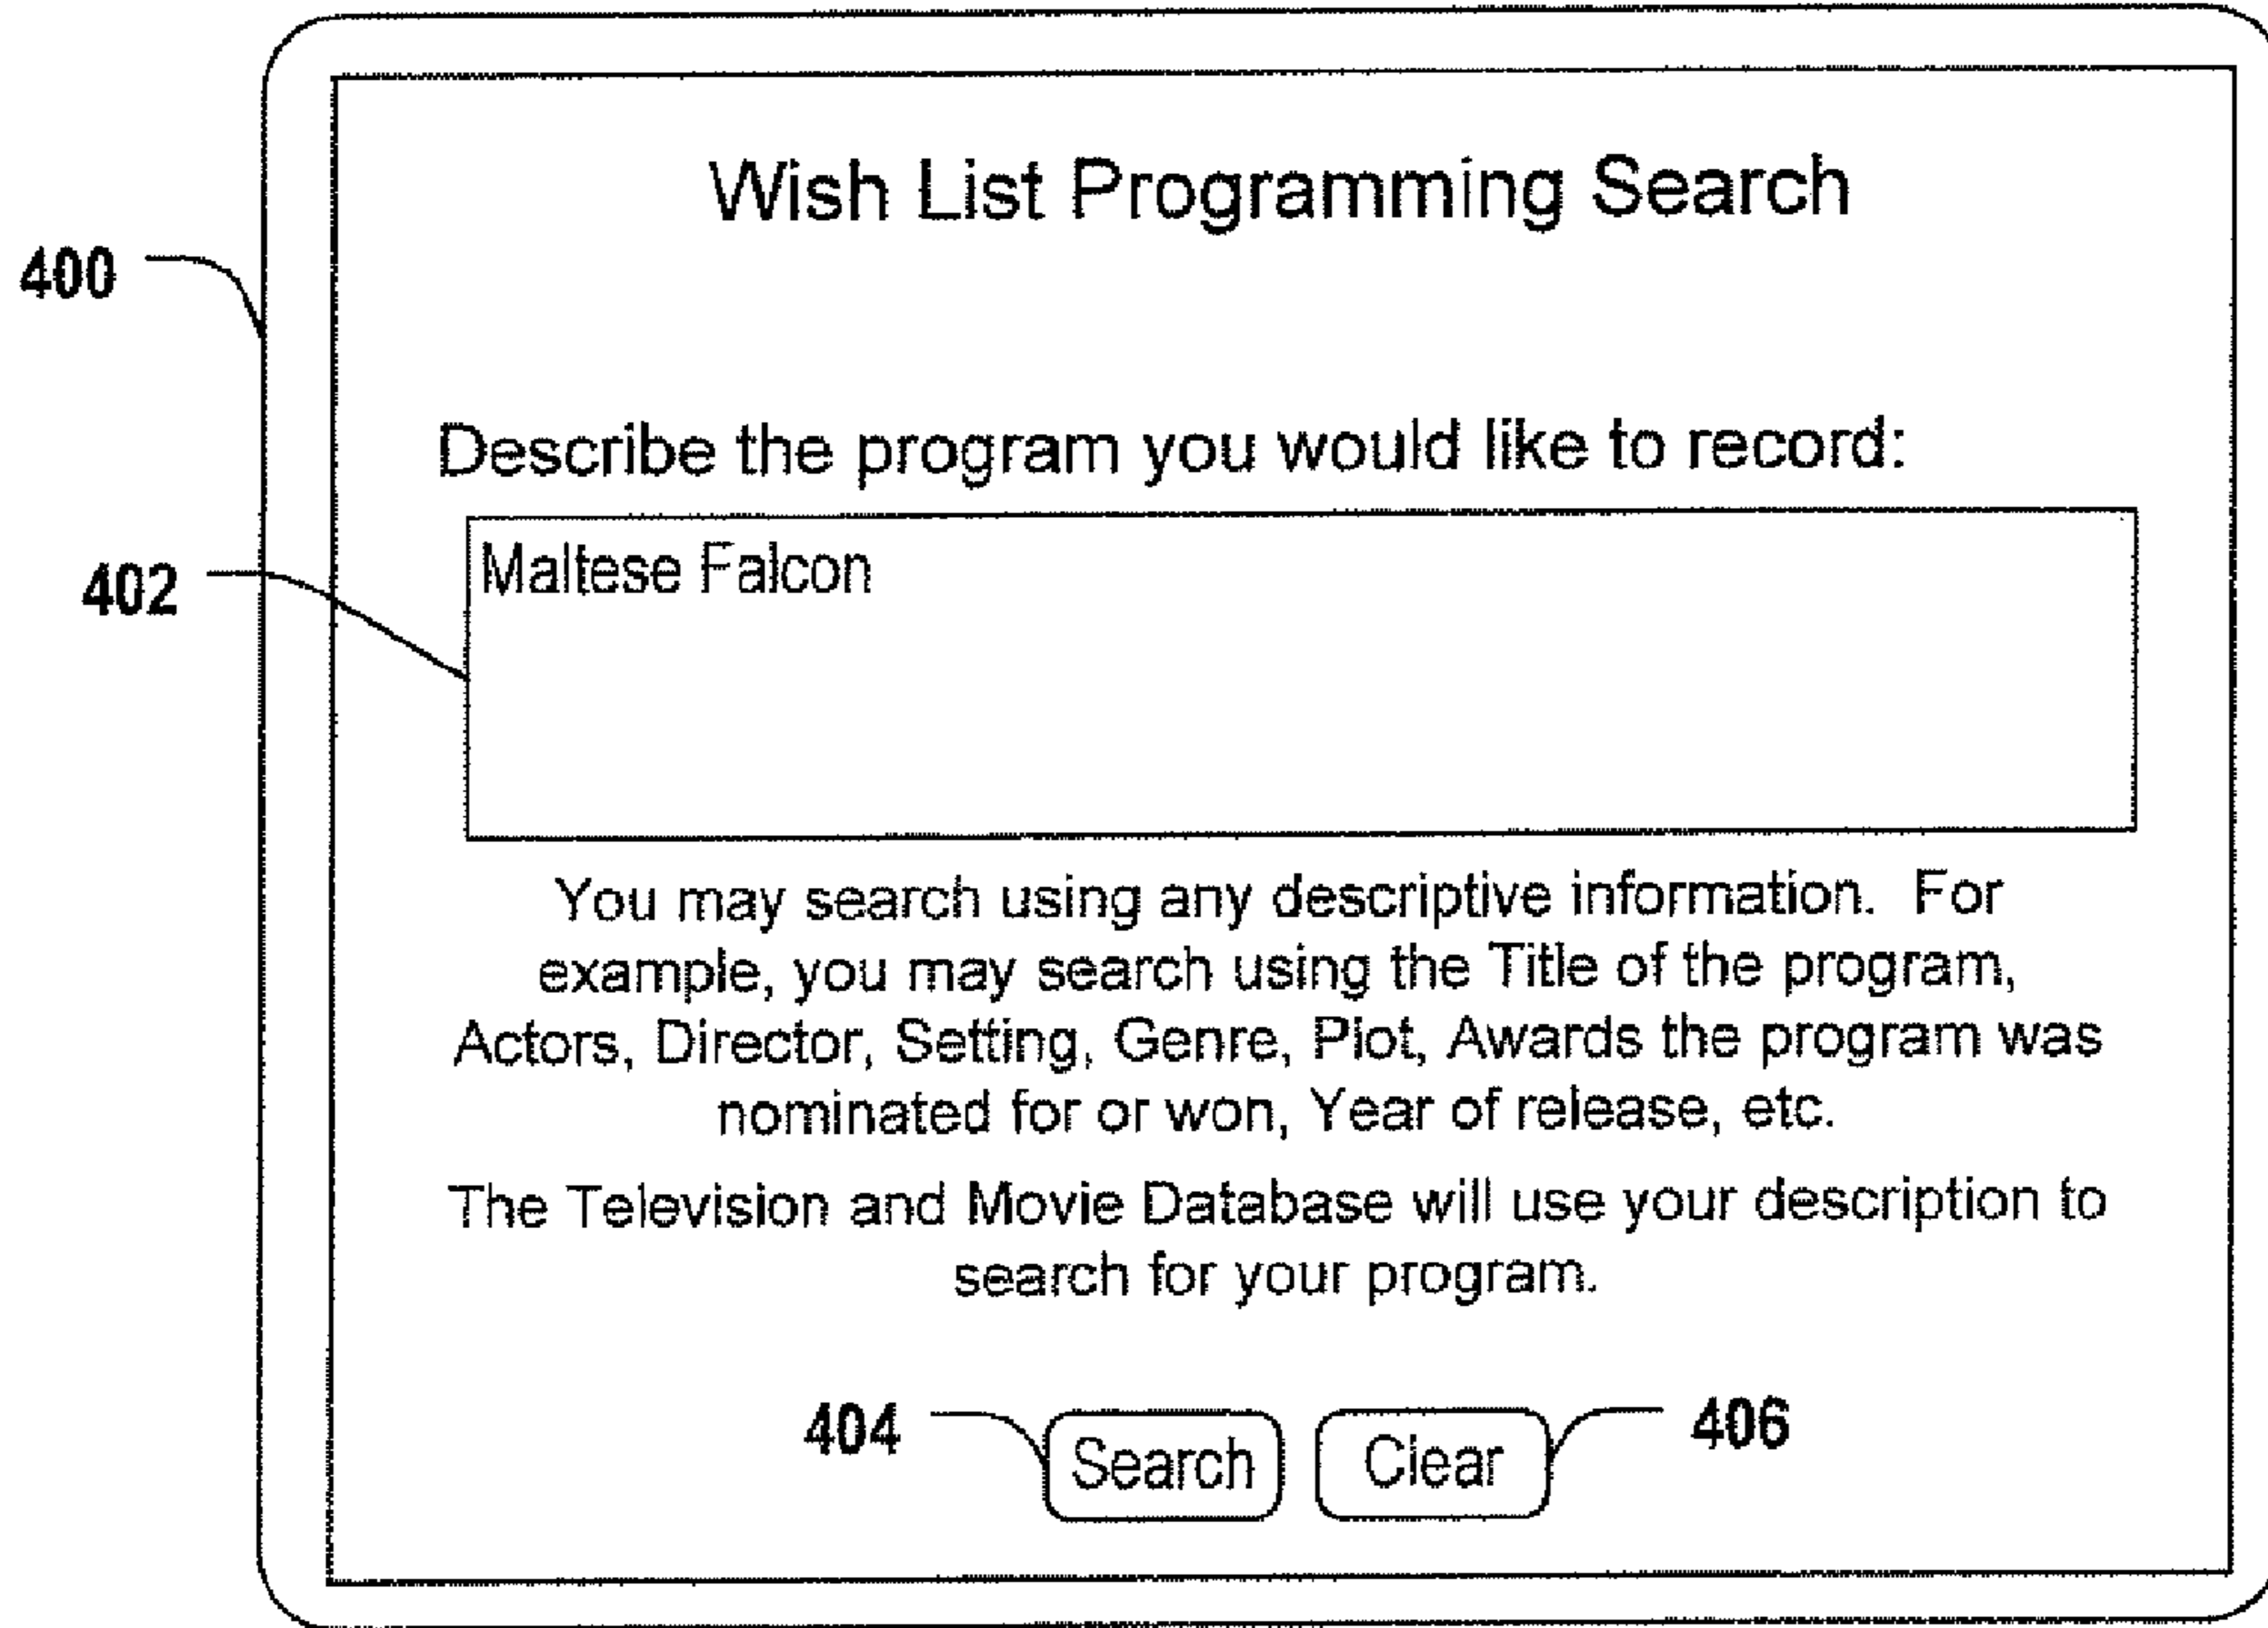 Wish List Programming Search
400
Describe the program you would like to record:
Maltese Falcon
402
You may search using any descriptive information. For
example, you may search using the Title of the program,
Actors, Director, Setting, Genre, Plot, Awards the program was
nominated for or won, Year of release, etc.
The Television and Movie Database will use your description to
search for your program.
404 Search Clear 406